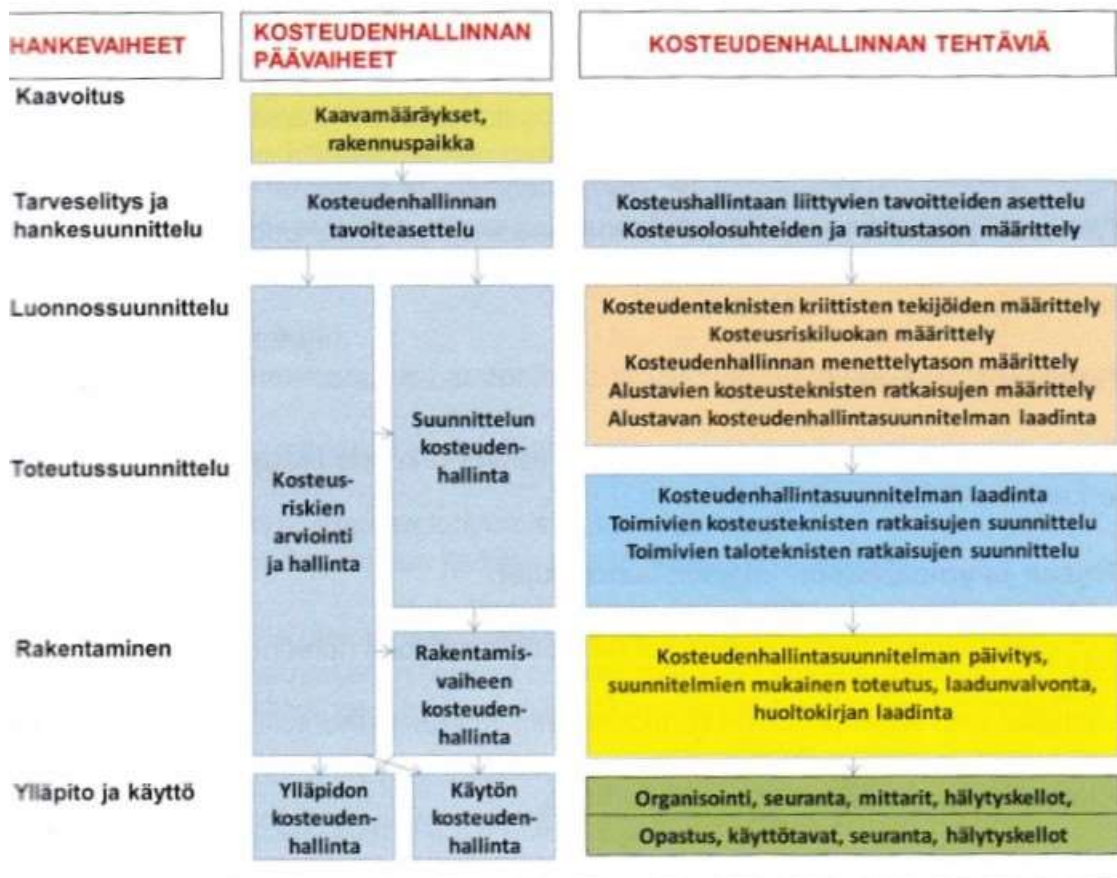 HANKEVAIHEET
KOSTEUDENHALLINNAN
PÄÄVAIHEET
KOSTEUDENHALLINNAN TEHTÄVIÄ
Kaavoitus
Kaavamääräykset,
rakennuspaikka
Tarveselitys ja
hankesuunnittelu
Kosteudenhallinnan
tavoiteasettelu
Kosteushallintaan liittyvien tavoitteiden asettelu
Kosteusolosuhteiden ja rasitustason määrittely
Luonnossuunnittelu
Kosteudenteknisten kriittisten tekijöiden määrittely
Kosteusriskiluokan määrittely
Kosteudenhallinnan menettelytason määrittely
Alustavien kosteusteknisten ratkaisujen määrittely
Alustavan kosteudenhallintasuunnitelman laadinta
Suunnittelun
kosteuden-
hallinta
Toteutussuunnittelu
Kosteus-
riskien
arviointi
ja hallinta
Kosteudenhallintasuunnitelman laadinta
Toimivien kosteusteknisten ratkaisujen suunnittelu
Toimivien taloteknisten ratkaisujen suunnittelu
Rakentaminen
Rakentamis-
vaiheen
kosteuden-
hallinta
Kosteudenhallintasuunnitelman päivitys,
suunnitelmien mukainen toteutus, laadunvalvonta,
huoltokirjan laadinta
Ylläpito ja käyttö
Ylläpidon
kosteuden-
hallinta
Käytön
kosteuden-
hallinta
Organisointi, seuranta, mittarit, hälytyskellot,
Opastus, käyttötavat, seuranta, hälytyskellot